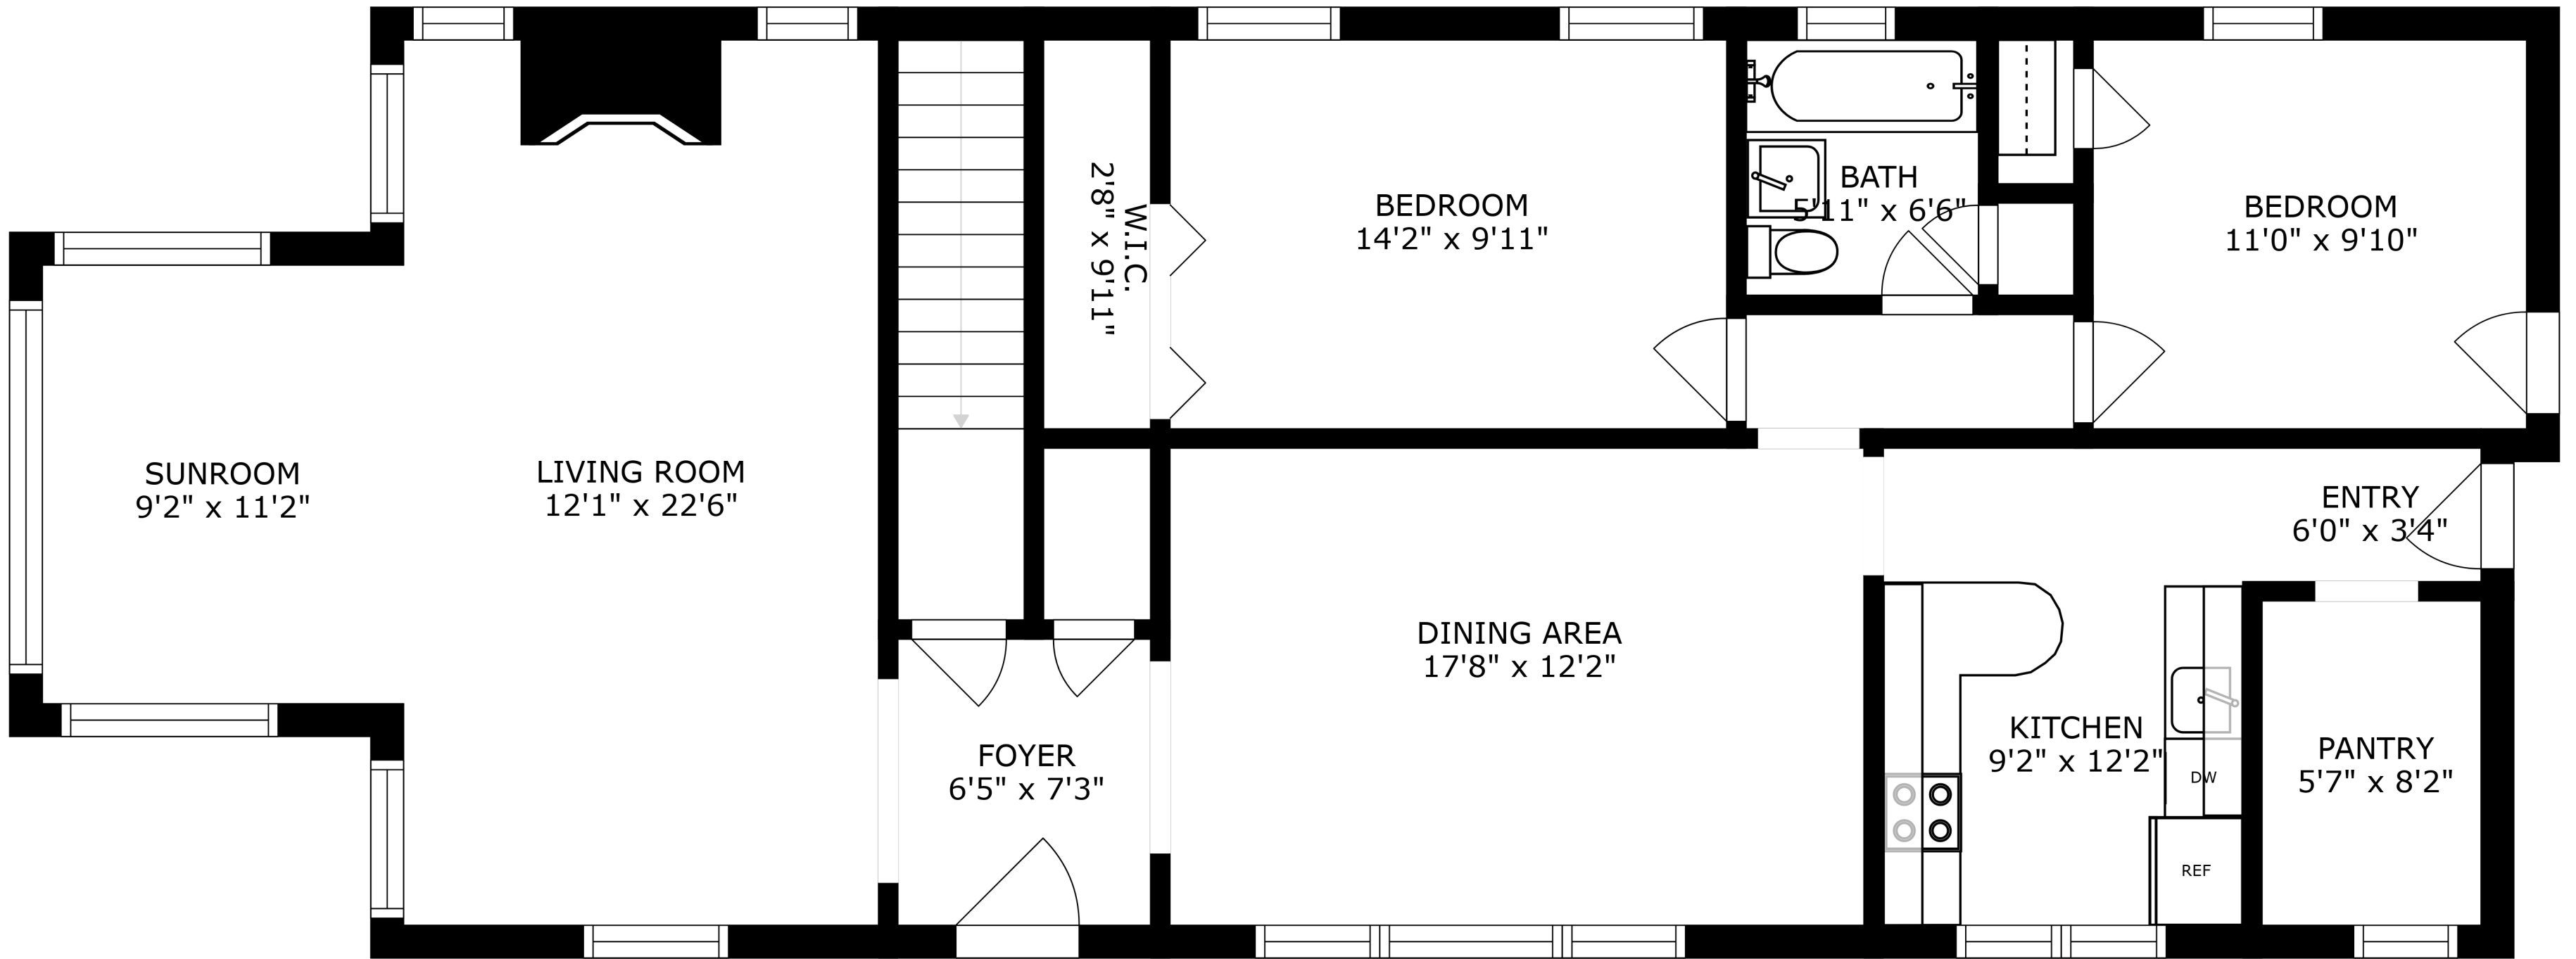 BEDROOM
14'2" x 9'11"
BATH
5'11" x 6'6"
BEDROOM
11'0" x 9'10"
W.I.C.
2'8" x 9'11"
SUNROOM
9'2" x 11'2"
LIVING ROOM
12'1" x 22'6"
ENTRY
6'0" x 3'4"
DINING AREA
17'8" x 12'2"
FOYER
6'5" x 7'3"
KITCHEN
9'2" x 12'2"
DW
REF
PANTRY
5'7" x 8'2"